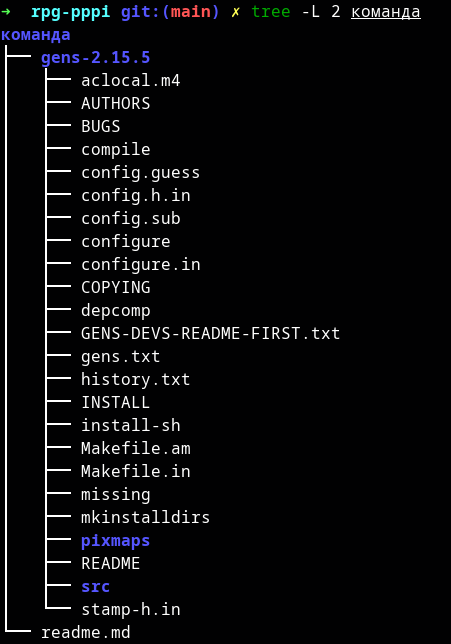 ➜  rpg-pppi git:(main) ✗ tree -L 2 команда
команда
├── gens-2.15.5
│   ├── aclocal.m4
│   ├── AUTHORS
│   ├── BUGS
│   ├── compile
│   ├── config.guess
│   ├── config.h.in
│   ├── config.sub
│   ├── configure
│   ├── configure.in
│   ├── COPYING
│   ├── depcomp
│   ├── GENS-DEVS-README-FIRST.txt
│   ├── gens.txt
│   ├── history.txt
│   ├── INSTALL
│   ├── install-sh
│   ├── Makefile.am
│   ├── Makefile.in
│   ├── missing
│   ├── mkinstalldirs
│   ├── pixmaps
│   ├── README
│   ├── src
│   └── stamp-h.in
└── readme.md